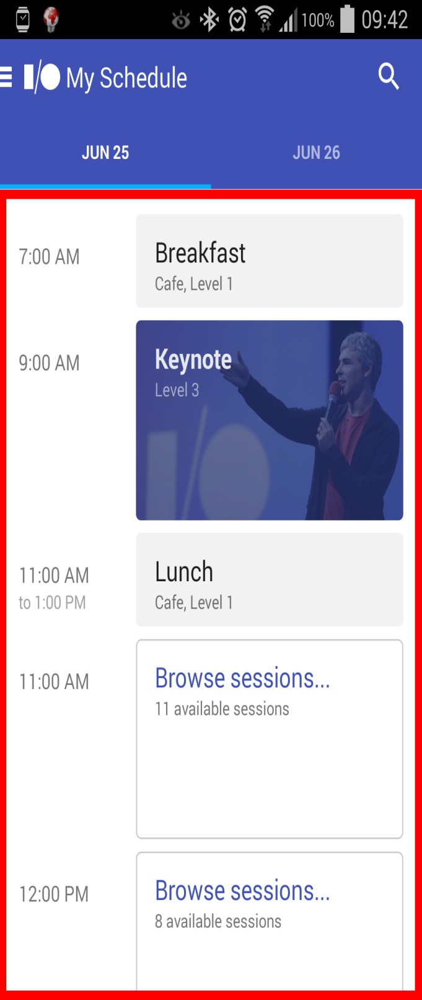 100% 09:42
I/O My Schedule
JUN 25 JUN 26
7:00 AM
Breakfast
Cafe, Level 1
9:00 AM
Keynote
Level 3
I/O
11:00 AM
to 1:00 PM
Lunch
Cafe, Level 1
11:00 AM
Browse sessions...
11 available sessions
12:00 PM
Browse sessions...
8 available sessions